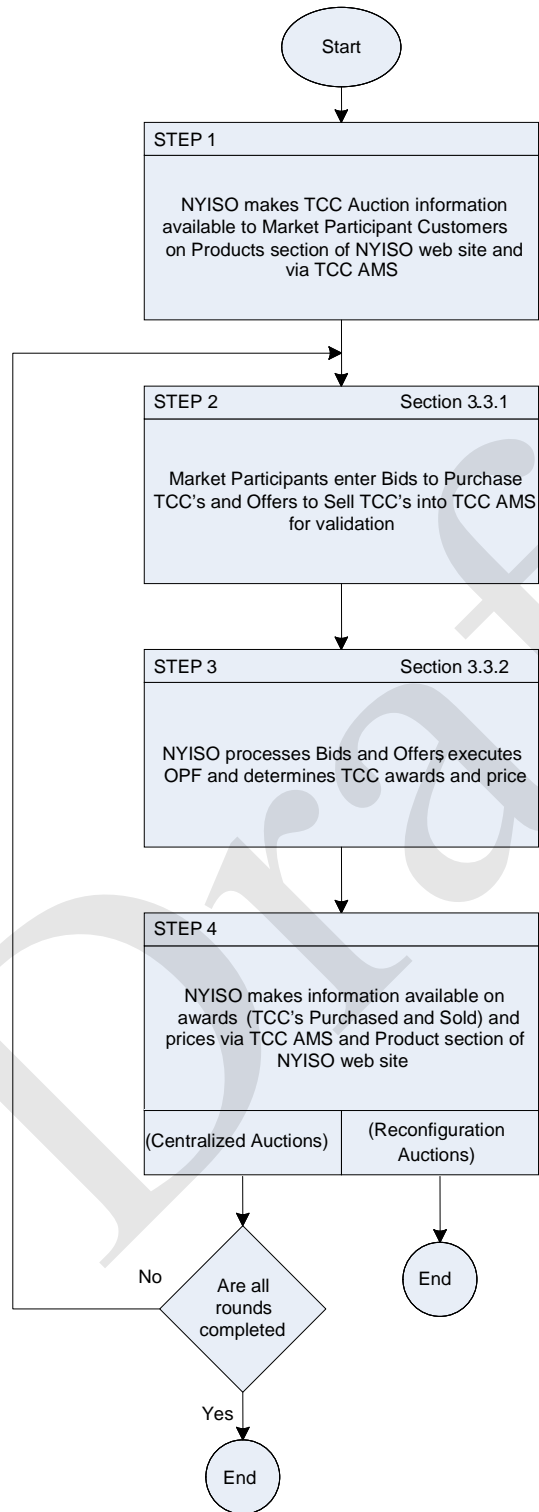 Start
STEP 1
NYISO makes TCC Auction information
available to Market Participant Customers
on Products section of NYISO web site and
via TCC AMS
STEP 2 Section 3.3.1
Market Participants enter Bids to Purchase
TCC's and Offers to Sell TCC's into TCC AMS
for validation
STEP 3 Section 3.3.2
NYISO processes Bids and Offers, executes
OPF and determines TCC awards and price
STEP 4
NYISO makes information available on
awards (TCC's Purchased and Sold) and
prices via TCC AMS and Product section of
NYISO web site
(Centralized Auctions)
(Reconfiguration
Auctions)
No
Are all
rounds
completed
End
Yes
End
Draft